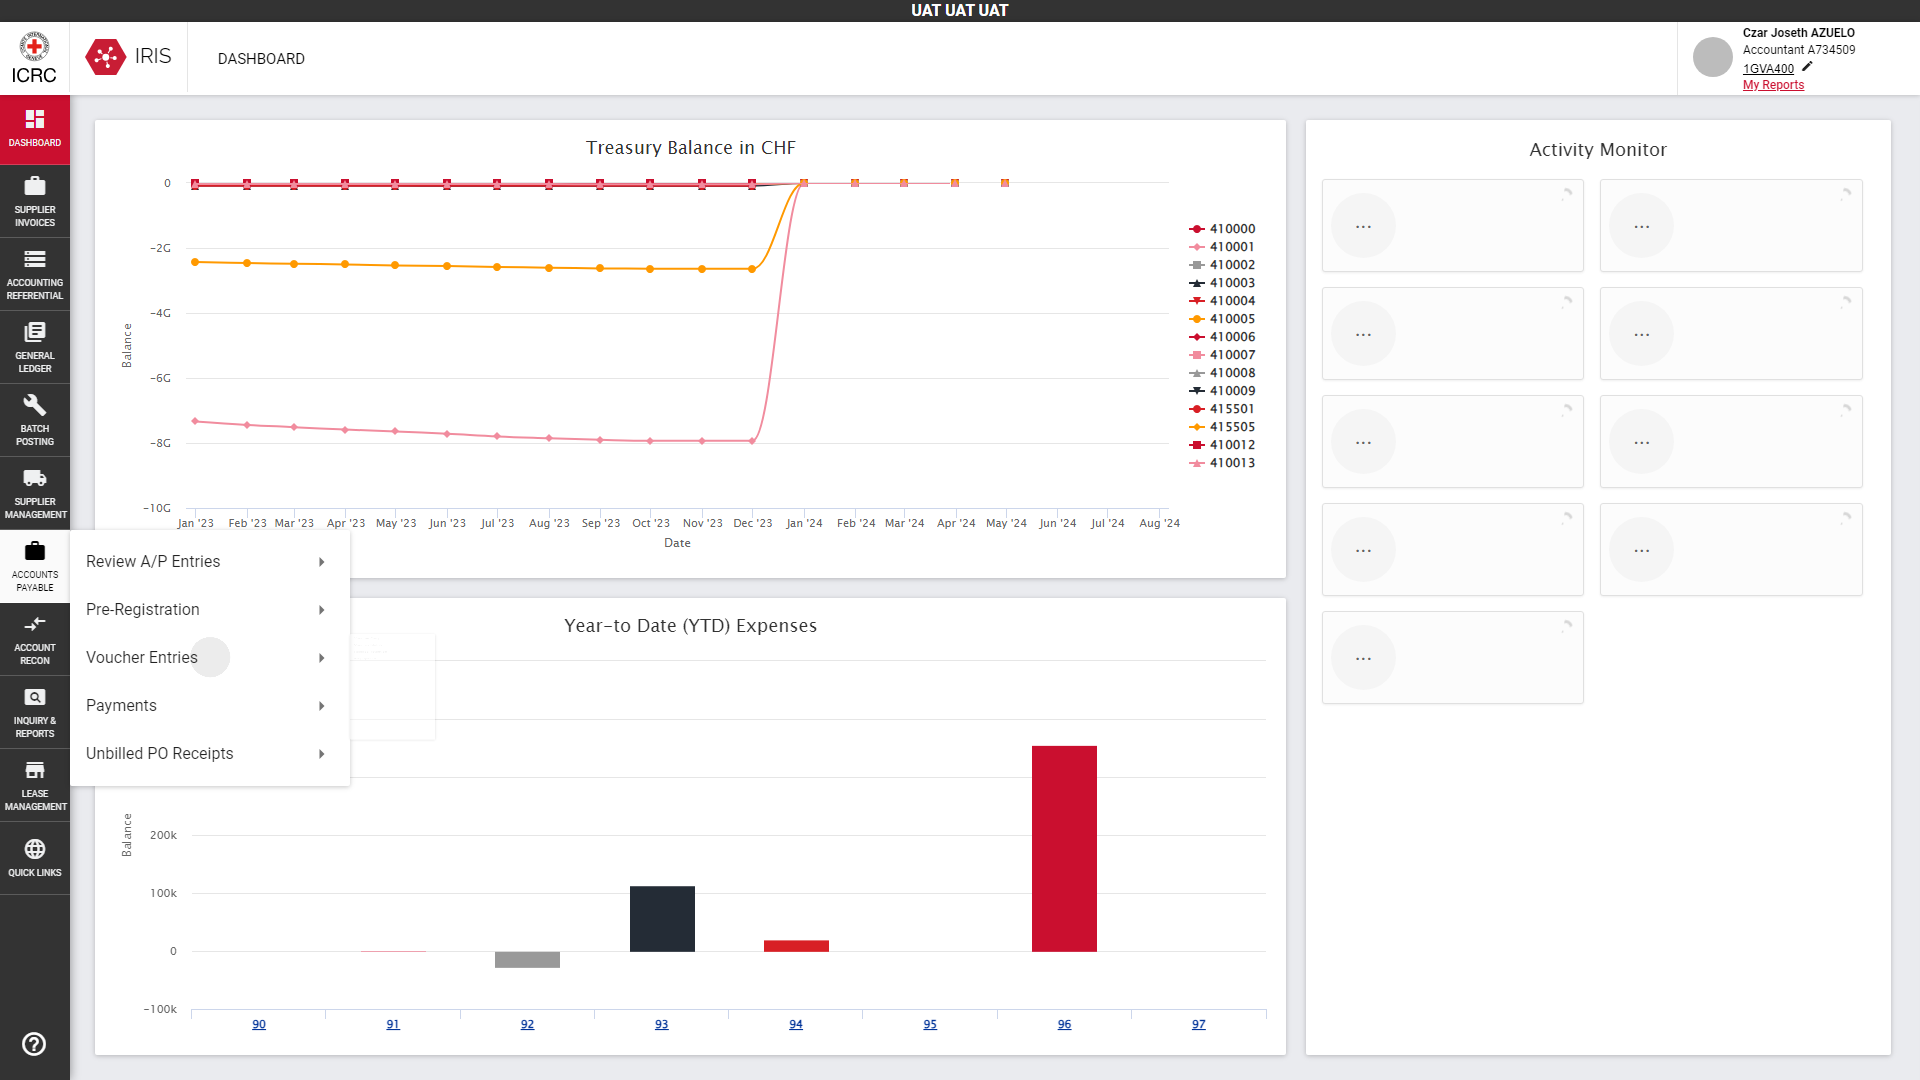 UAT UAT UAT
ICRC
IRIS
DASHBOARD
Czar Joseth AZUELO
Accountant A734509
1GVA400
My Reports
DASHBOARD
SUPPLIER
INVOICES
ACCOUNTING
REFERENTIAL
GENERAL
LEDGER
BATCH
POSTING
SUPPLIER
MANAGEMENT
ACCOUNTS
PAYABLE
ACCOUNT
RECON
INQUIRY &
REPORTS
LEASE
MANAGEMENT
QUICK LINKS
Review A/P Entries
Pre-Registration
Voucher Entries
Payments
Unbilled PO Receipts
Treasury Balance in CHF
0
−2G
−4G
−6G
−8G
−10G
Balance
Jan '23 Feb '23 Mar '23 Apr '23 May '23 Jun '23 Jul '23 Aug '23 Sep '23 Oct '23 Nov '23 Dec '23 Jan '24 Feb '24 Mar '24 Apr '24 May '24 Jun '24 Jul '24 Aug '24
Date
410000
410001
410002
410003
410004
410005
410006
410007
410008
410009
415501
415505
410012
410013
Year−to Date (YTD) Expenses
Balance
200k
100k
0
−100k
90 91 92 93 94 95 96 97
Activity Monitor
... ...
... ...
... ...
... ...
...